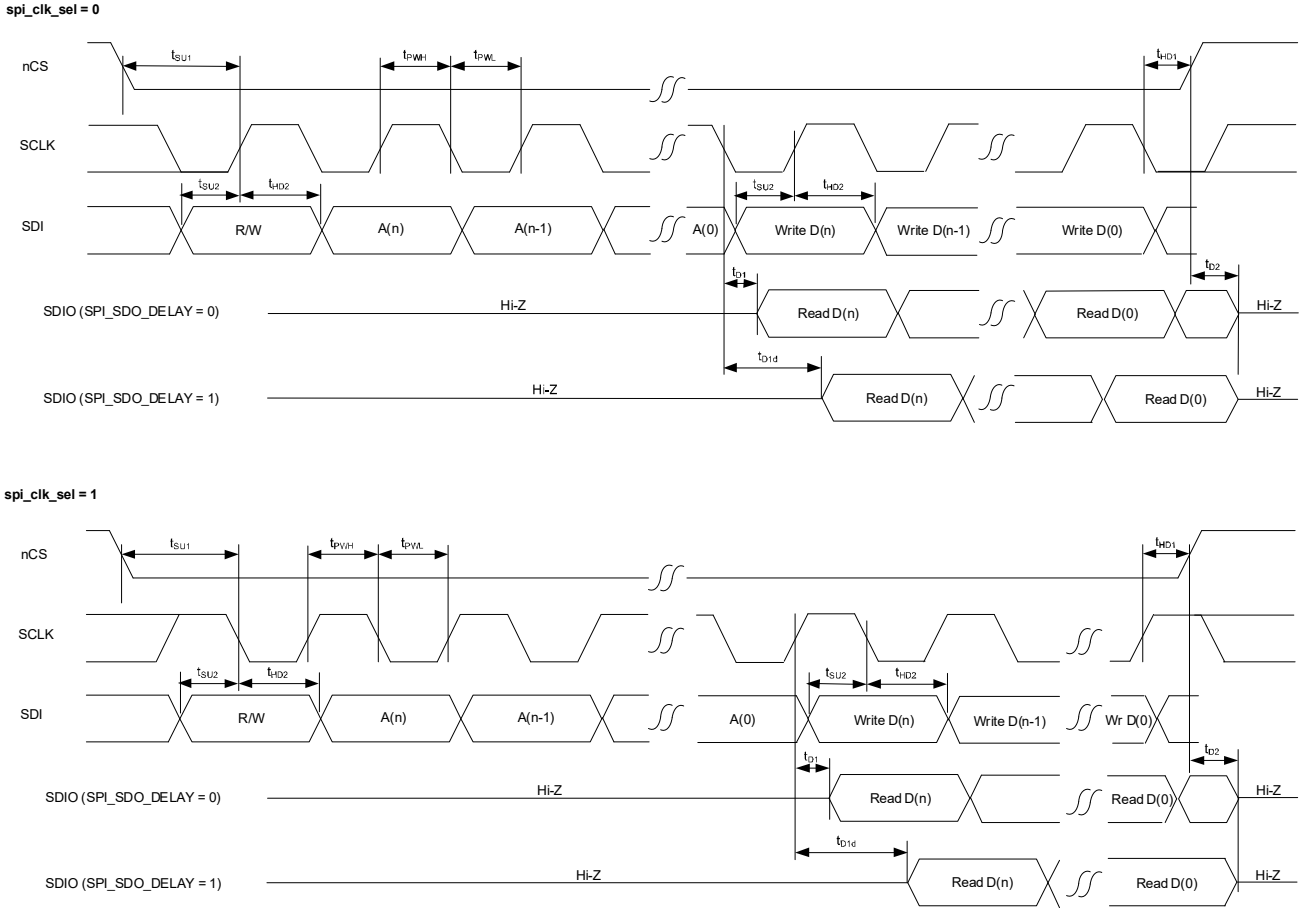 spi_clk_sel = 0
nCS
tSU1
tPWH
tPWL
tHD1
SCLK
tSU2
tHD2
tSU2
tHD2
SDI
R/W
A(n)
A(n-1)
A(0)
Write D(n)
Write D(n-1)
Write D(0)
tD1
tD2
SDIO (SPI_SDO_DELAY = 0)
Hi-Z
Read D(n)
Read D(0)
Hi-Z
tD1d
SDIO (SPI_SDO_DELAY = 1)
Hi-Z
Read D(n)
Read D(0)
Hi-Z
spi_clk_sel = 1
nCS
tSU1
tPWH
tPWL
tHD1
SCLK
tSU2
tHD2
tSU2
tHD2
SDI
R/W
A(n)
A(n-1)
A(0)
Write D(n)
Write D(n-1)
Wr D(0)
tD1
tD2
SDIO (SPI_SDO_DELAY = 0)
Hi-Z
Read D(n)
Read D(0)
Hi-Z
tD1d
SDIO (SPI_SDO_DELAY = 1)
Hi-Z
Read D(n)
Read D(0)
Hi-Z